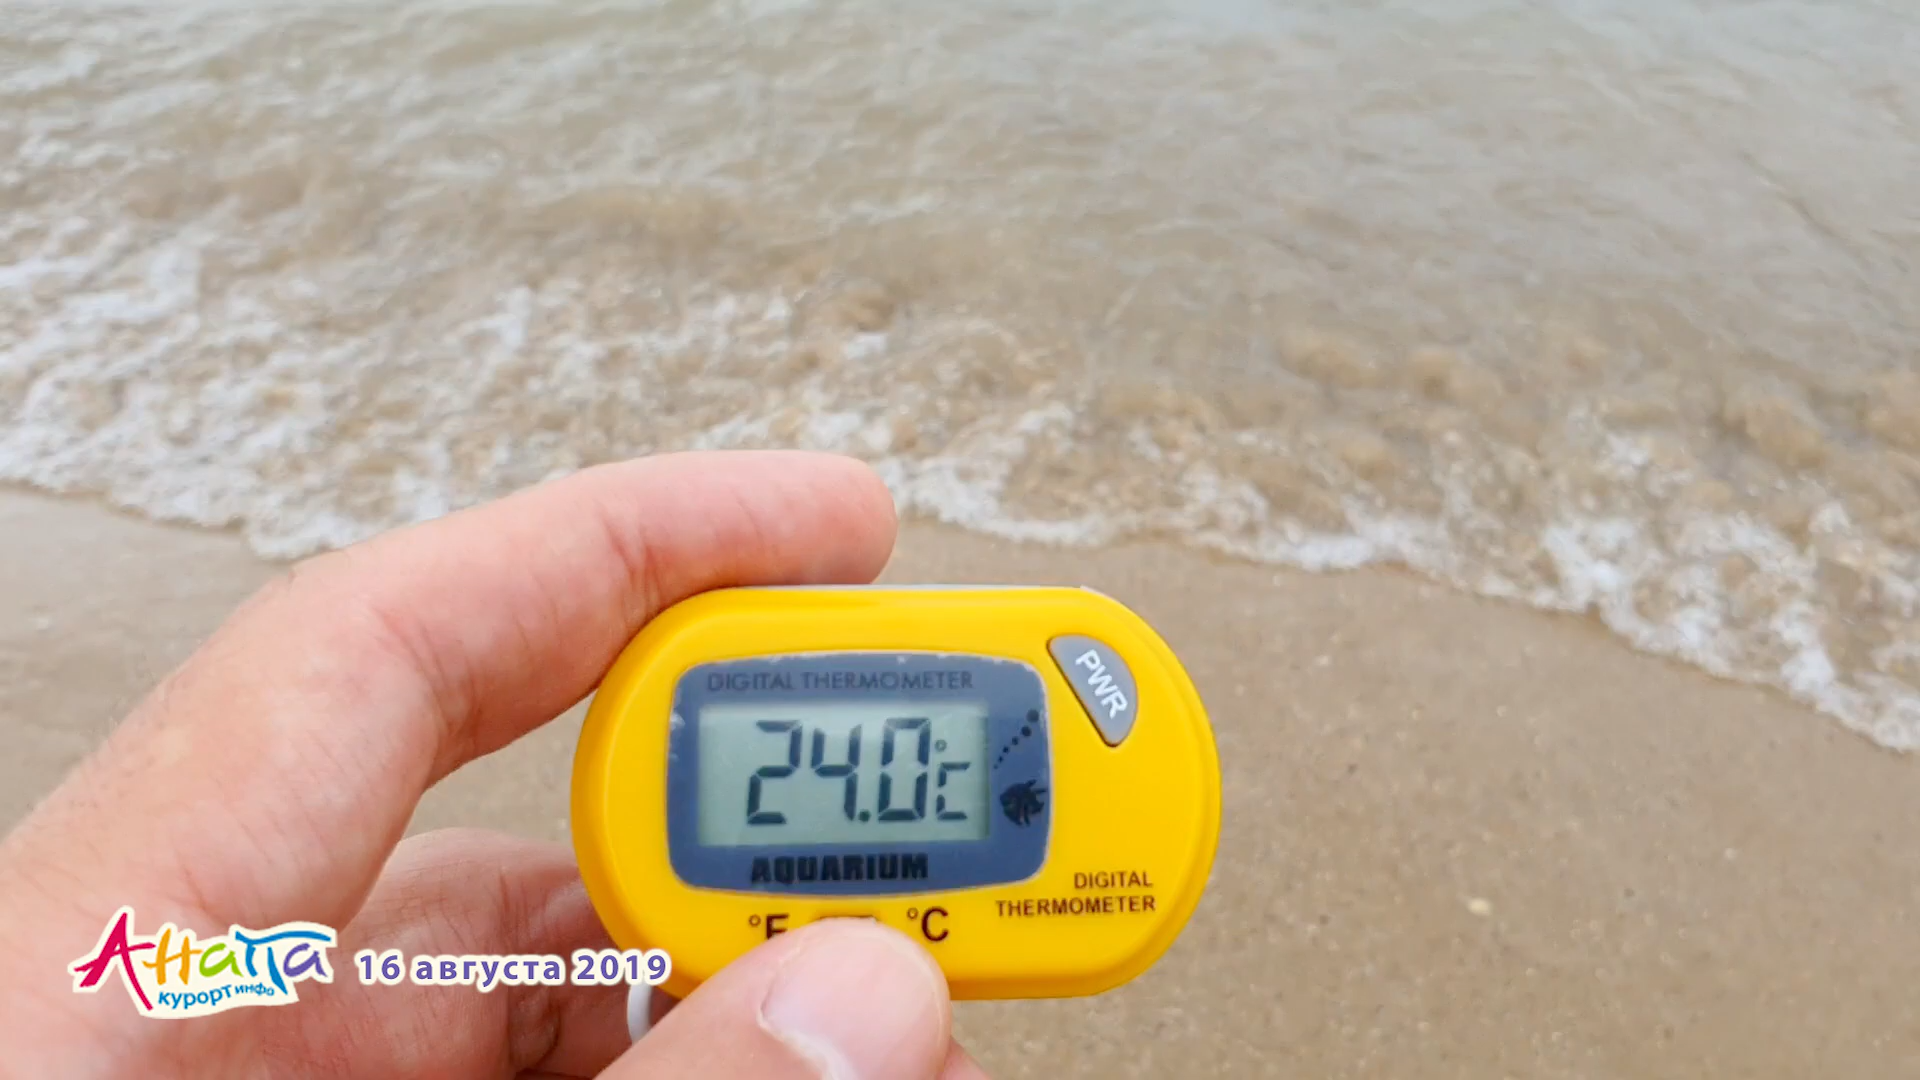 DIGITAL THERMOMETER
PWR
24.0°C
AQUARIUM
DIGITAL
THERMOMETER
°F °C
Анапа
курорт инфо
16 августа 2019